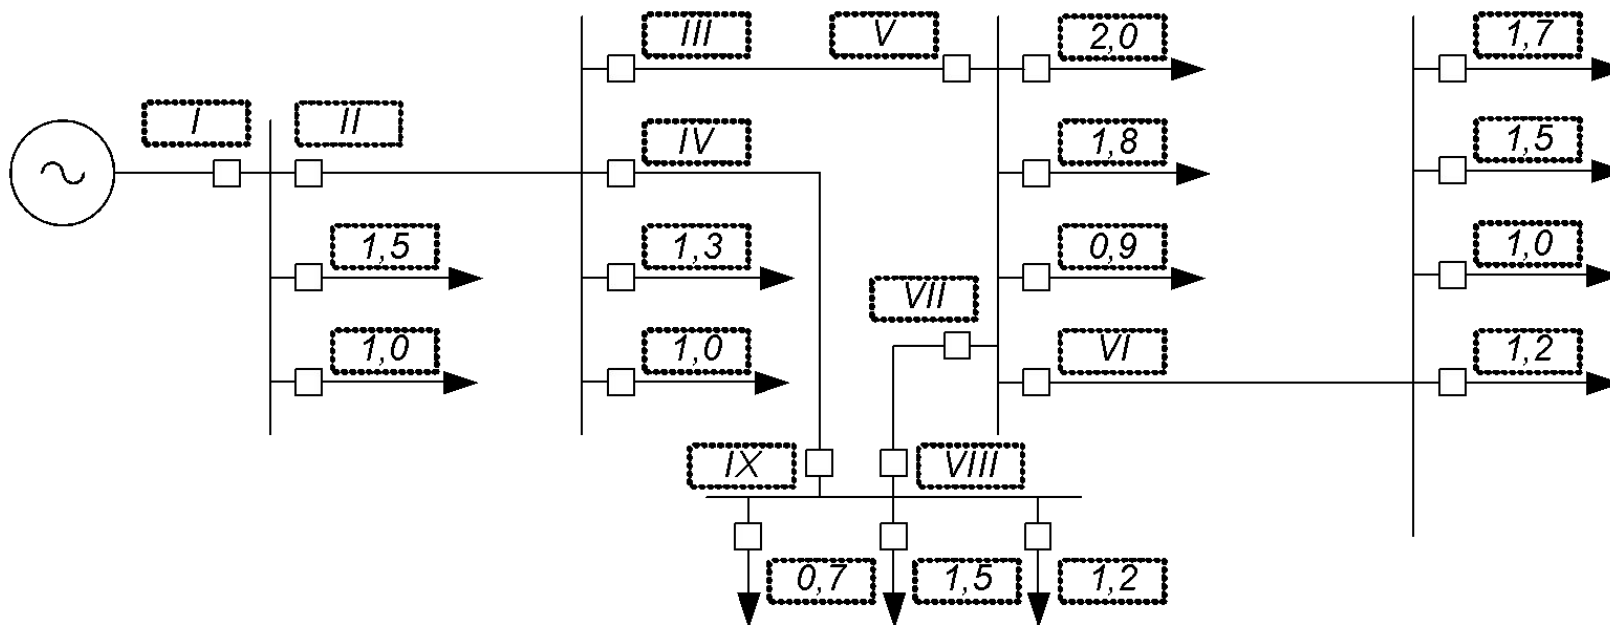 III V 2,0 1,7
I II IV 1,8 1,5
1,5 1,3 0,9 1,0
VII
1,0 1,0 VI 1,2
IX VIII
0,7 1,5 1,2